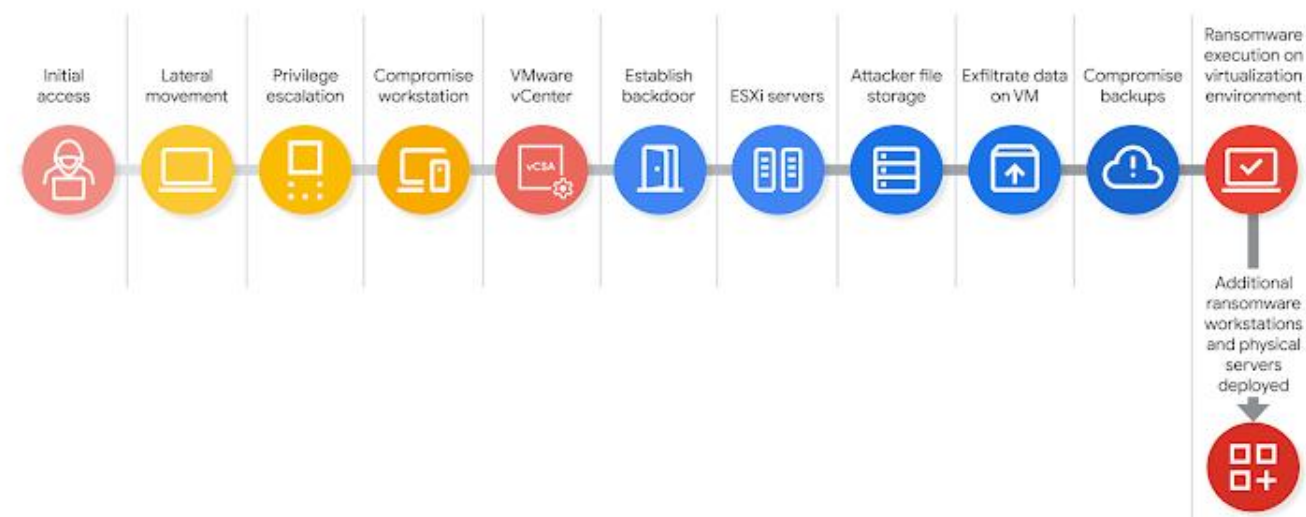 Initial
access
Lateral
movement
Privilege
escalation
Compromise
workstation
VMware
vCenter
Establish
backdoor
ESXi servers
Attacker file
storage
Exfiltrate data
on VM
Compromise
backups
Ransomware
execution on
virtualization
environment
vCSA
Additional
ransomware
workstations
and physical
servers
deployed